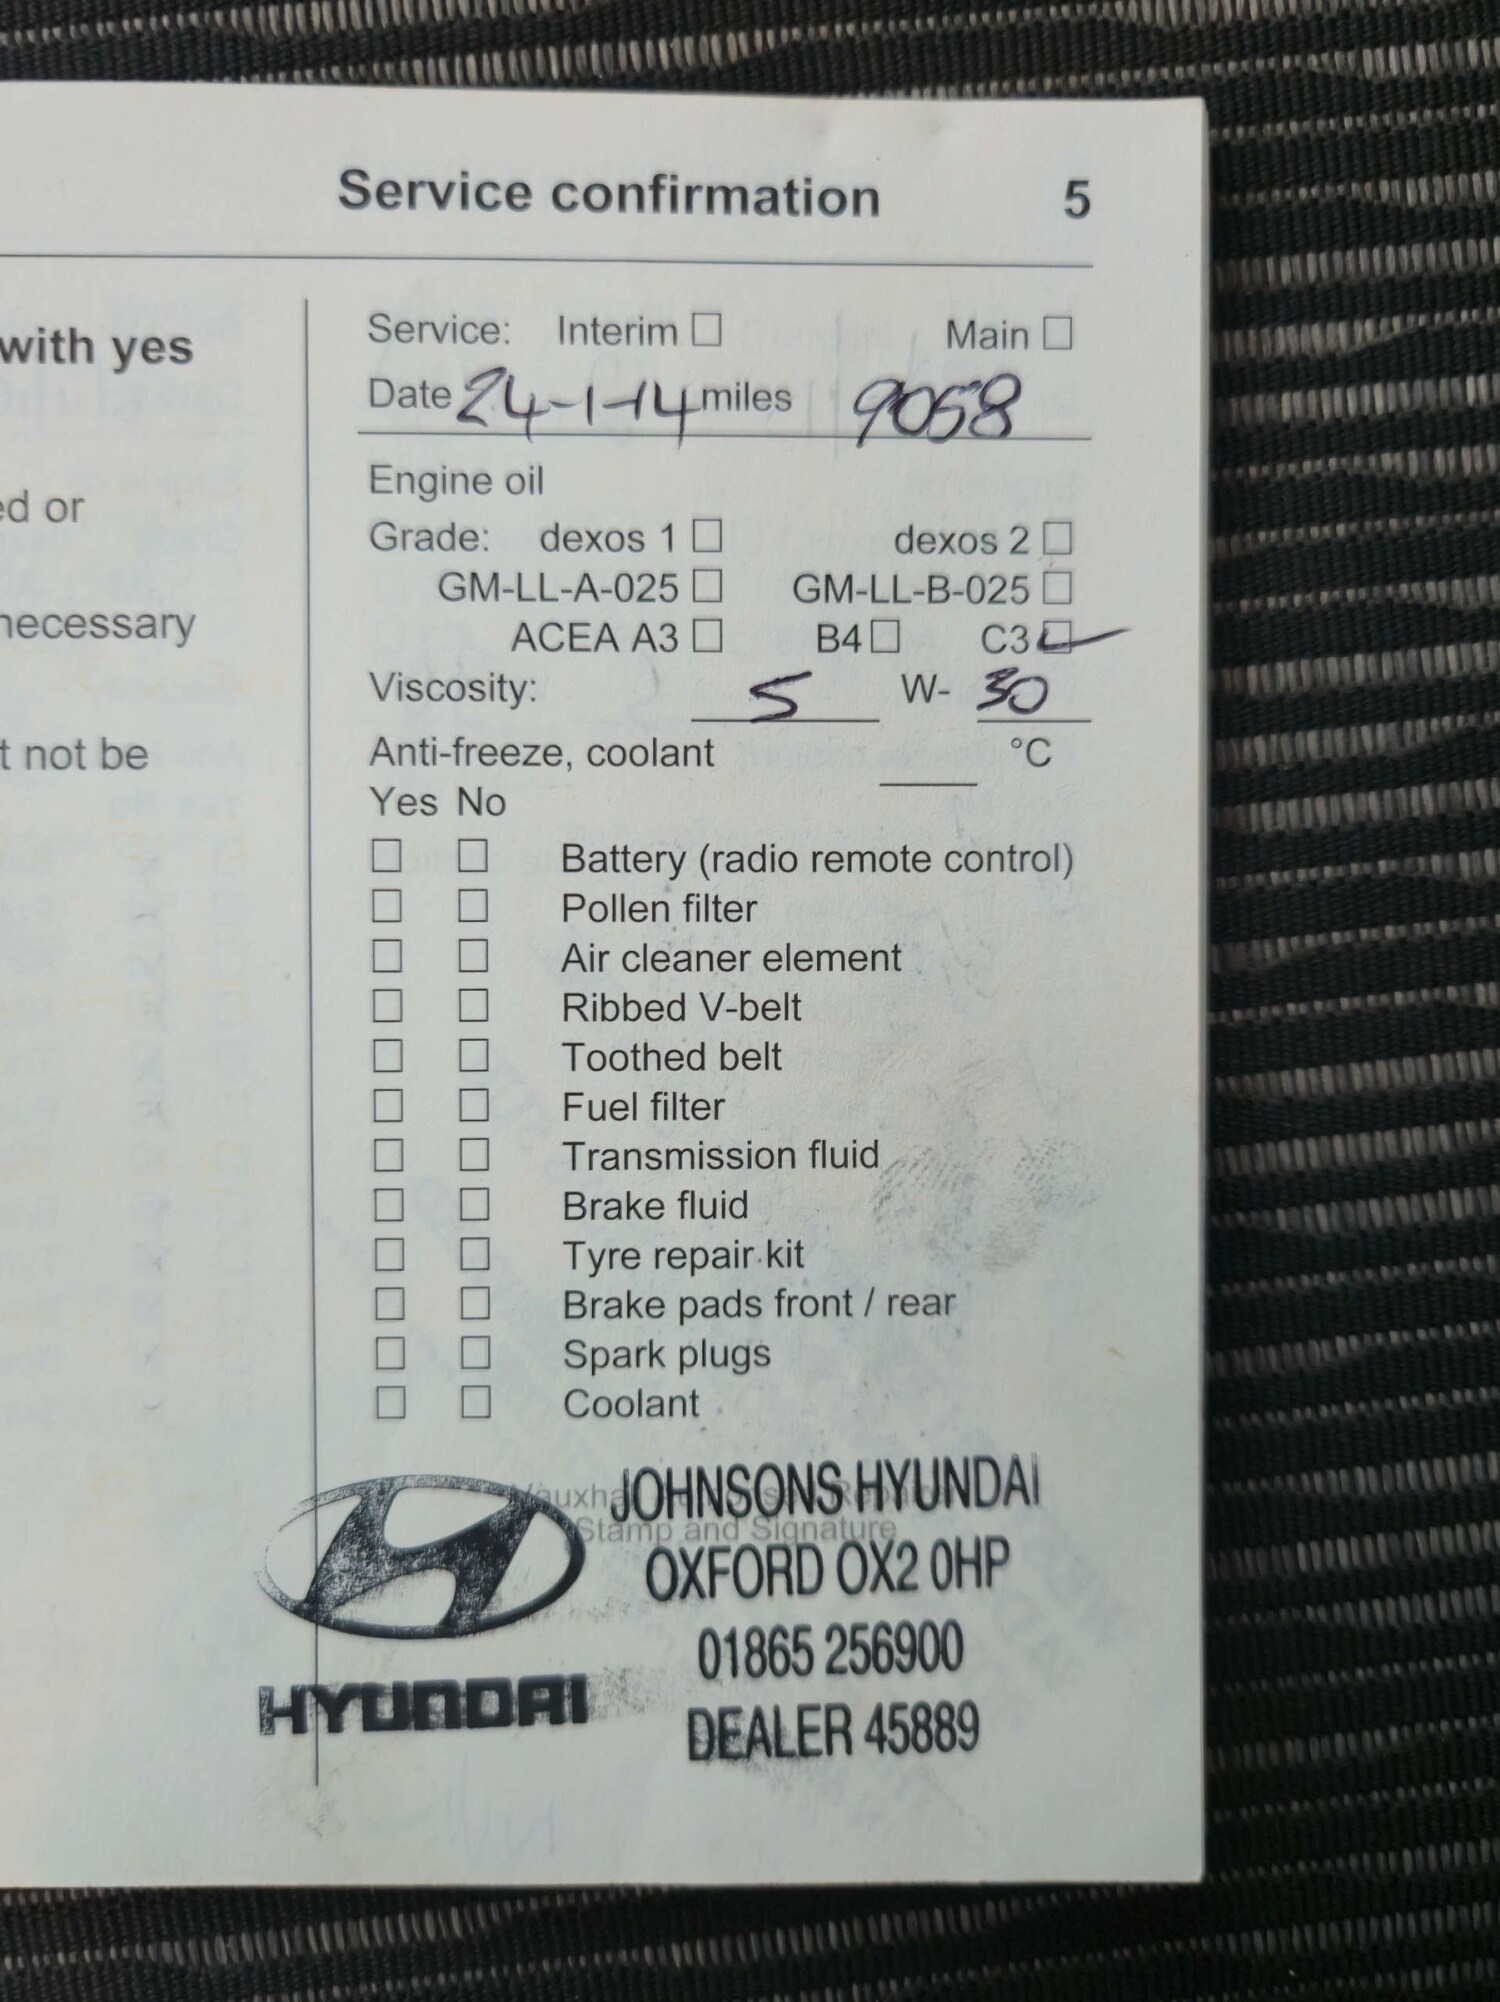 Service confirmation 5
with yes
ed or
necessary
t not be
Service: Interim ☐ Main ☐
Date 24-1-14 miles 9058
Engine oil
Grade: dexos 1 ☐ dexos 2 ☐
GM-LL-A-025 ☐ GM-LL-B-025 ☐
ACEA A3 ☐ B4 ☐ C3 ☑
Viscosity: 5 W- 30
Anti-freeze, coolant ____ °C
Yes No
☐ ☐ Battery (radio remote control)
☐ ☐ Pollen filter
☐ ☐ Air cleaner element
☐ ☐ Ribbed V-belt
☐ ☐ Toothed belt
☐ ☐ Fuel filter
☐ ☐ Transmission fluid
☐ ☐ Brake fluid
☐ ☐ Tyre repair kit
☐ ☐ Brake pads front / rear
☐ ☐ Spark plugs
☐ ☐ Coolant
Stamp and Signature
HYUNDAI
JOHNSONS HYUNDAI
OXFORD OX2 0HP
01865 256900
DEALER 45889